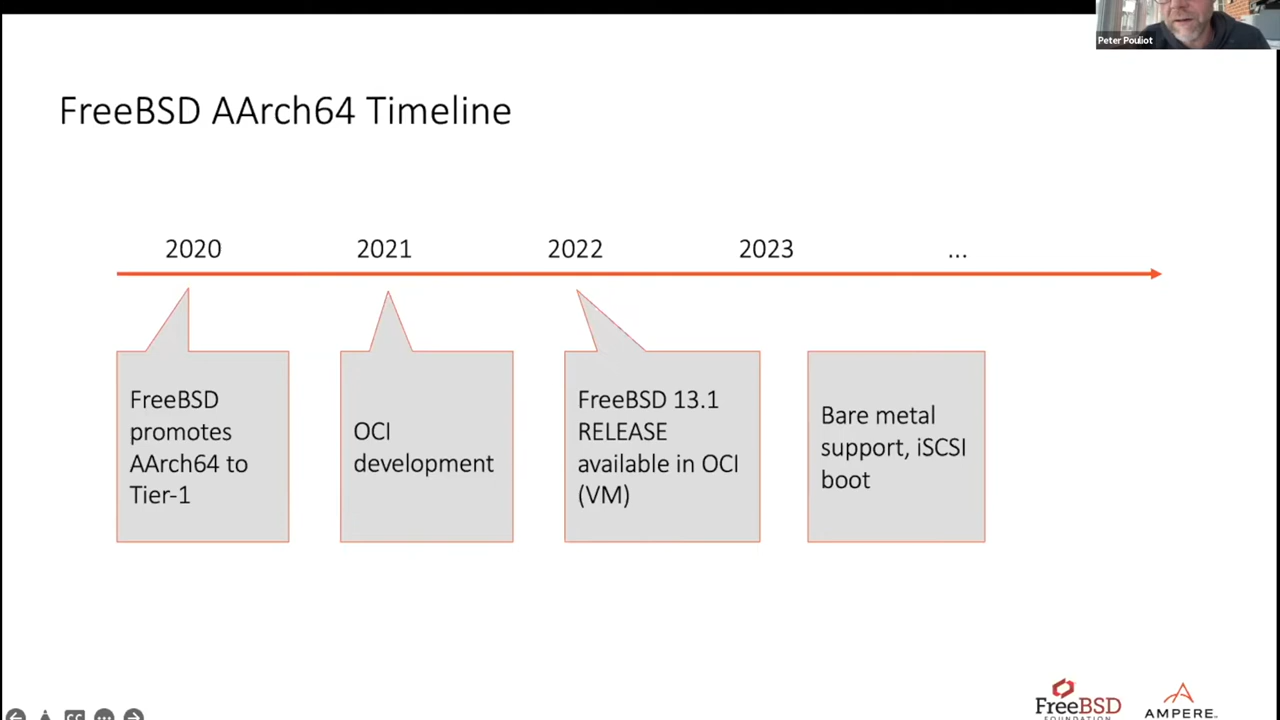 Peter Pouliot
FreeBSD AArch64 Timeline
2020
2021
2022
2023
...
FreeBSD
promotes
AArch64 to
Tier-1
OCI
development
FreeBSD 13.1
RELEASE
available in OCI
(VM)
Bare metal
support, iSCSI
boot
CC
FreeBSD
FOUNDATION
AMPERE